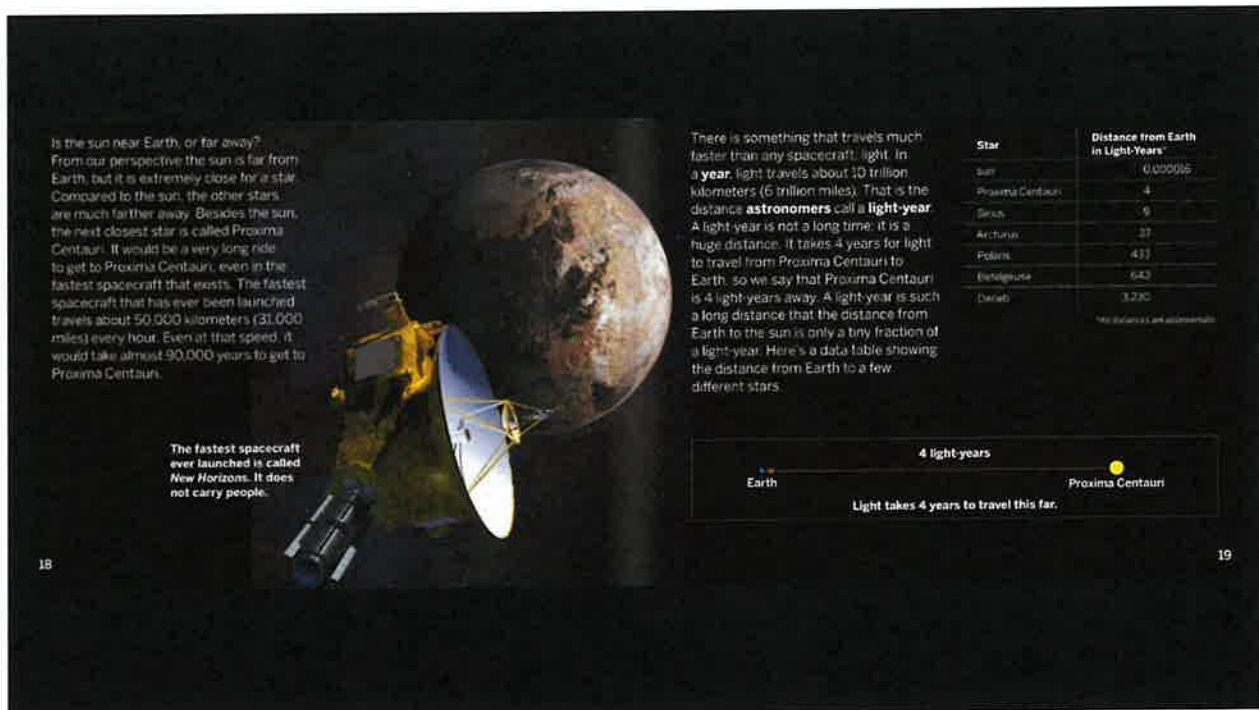 Is the sun near Earth, or far away?
From our perspective the sun is far from
Earth, but it is extremely close for a star.
Compared to the sun, the other stars
are much farther away. Besides the sun,
the next closest star is called Proxima
Centauri. It would be a very long ride
to get to Proxima Centauri, even in the
fastest spacecraft that exists. The fastest
spacecraft that has ever been launched
travels about 50,000 kilometers (31,000
miles) every hour. Even at that speed, it
would take almost 90,000 years to get to
Proxima Centauri.
The fastest spacecraft
ever launched is called
New Horizons. It does
not carry people.
18
There is something that travels much
faster than any spacecraft: light. In
a year, light travels about 10 trillion
kilometers (6 trillion miles). That is the
distance astronomers call a light-year.
A light-year is not a long time; it is a
huge distance. It takes 4 years for light
to travel from Proxima Centauri to
Earth, so we say that Proxima Centauri
is 4 light-years away. A light-year is such
a long distance that the distance from
Earth to the sun is only a tiny fraction of
a light-year. Here's a data table showing
the distance from Earth to a few
different stars.
Star Distance from Earth
in Light-Years*
sun 0.000016
Proxima Centauri 4
Sirius 9
Arcturus 37
Polaris
Betelgeuse
Deneb
*All distances are approximate
4 light-years
Earth Proxima Centauri
Light takes 4 years to travel this far.
19